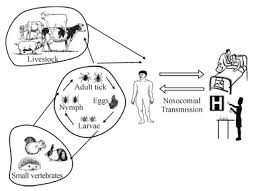 Livestock
Adult tick
Nymph
Eggs
Larvae
Small vertebrates
Nosocomial
Transmission
H